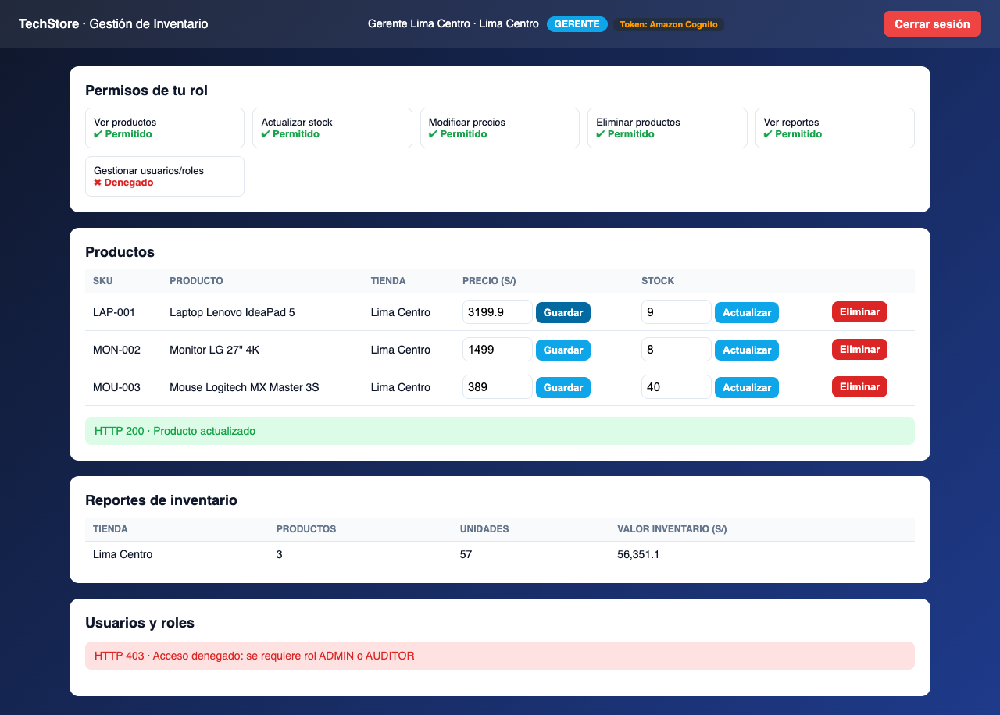 TechStore · Gestión de Inventario
Gerente Lima Centro · Lima Centro GERENTE Token: Amazon Cognito
Cerrar sesión
Permisos de tu rol
Ver productos
✔ Permitido
Actualizar stock
✔ Permitido
Modificar precios
✔ Permitido
Eliminar productos
✔ Permitido
Ver reportes
✔ Permitido
Gestionar usuarios/roles
✖ Denegado
Productos
SKU PRODUCTO TIENDA PRECIO (S/) STOCK
LAP-001 Laptop Lenovo IdeaPad 5 Lima Centro 3199.9 Guardar 9 Actualizar Eliminar
MON-002 Monitor LG 27" 4K Lima Centro 1499 Guardar 8 Actualizar Eliminar
MOU-003 Mouse Logitech MX Master 3S Lima Centro 389 Guardar 40 Actualizar Eliminar
HTTP 200 · Producto actualizado
Reportes de inventario
TIENDA PRODUCTOS UNIDADES VALOR INVENTARIO (S/)
Lima Centro 3 57 56,351.1
Usuarios y roles
HTTP 403 · Acceso denegado: se requiere rol ADMIN o AUDITOR